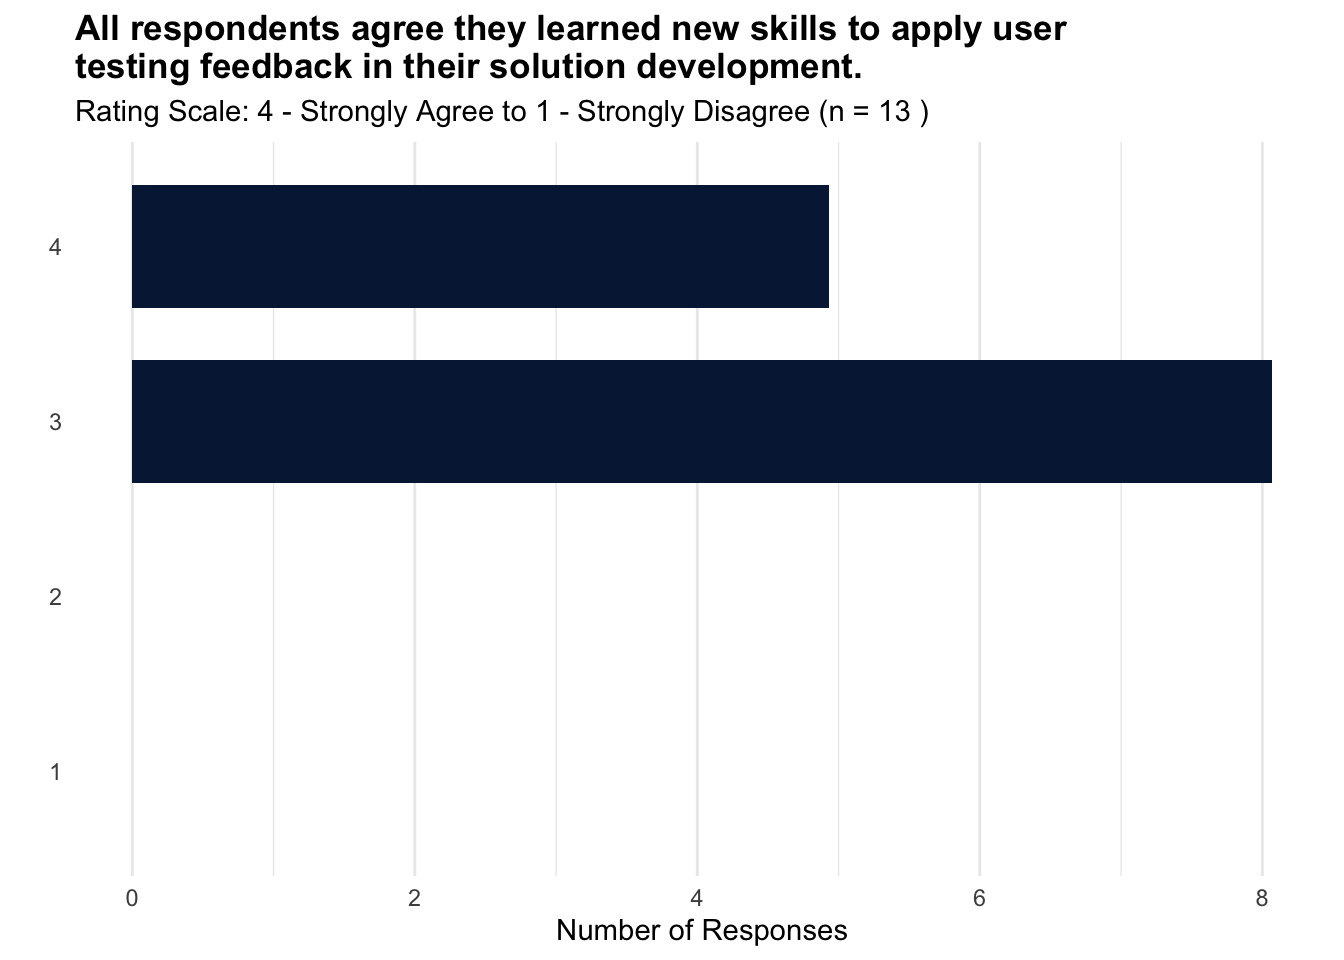 All respondents agree they learned new skills to apply user
testing feedback in their solution development.
Rating Scale: 4 - Strongly Agree to 1 - Strongly Disagree (n = 13 )
4
3
2
1
0 2 4 6 8
Number of Responses